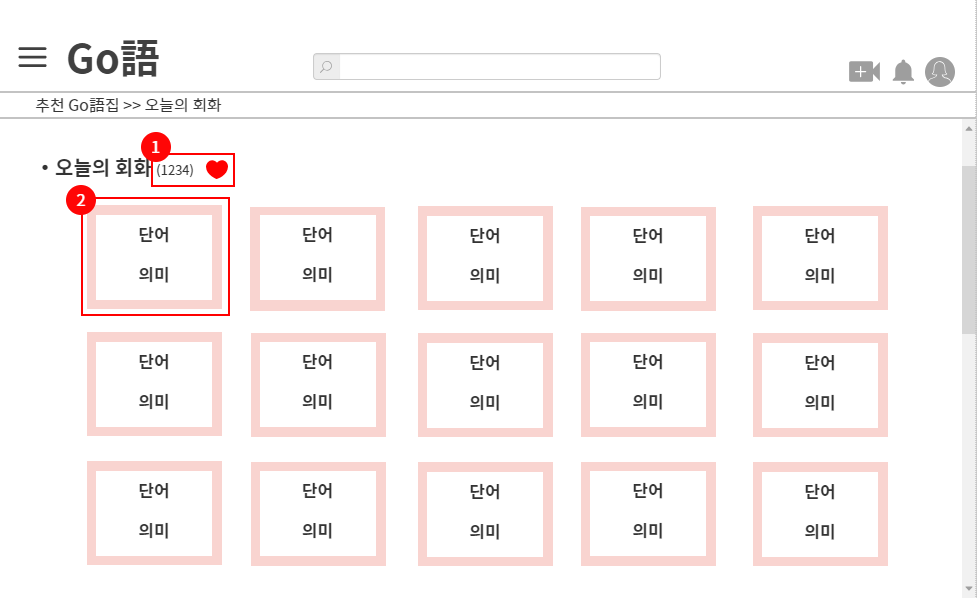 Go語
추천 Go語집 >> 오늘의 회화
1
• 오늘의 회화 (1234)
2
단어 단어 단어 단어 단어
의미 의미 의미 의미 의미
단어 단어 단어 단어 단어
의미 의미 의미 의미 의미
단어 단어 단어 단어 단어
의미 의미 의미 의미 의미